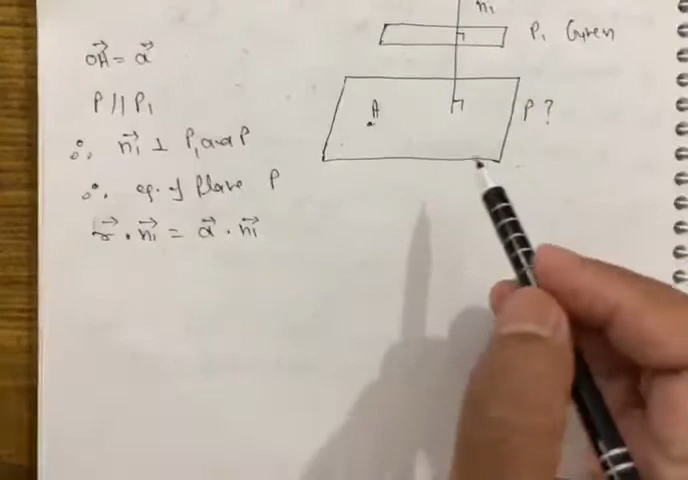 n₁
P₁ Given
OA⃗ = a⃗
P // P₁
A
P ?
∴ n₁⃗ ⊥ P₁ and P
∴ eq. of Plane P
r⃗ . n₁⃗ = a⃗ . n₁⃗